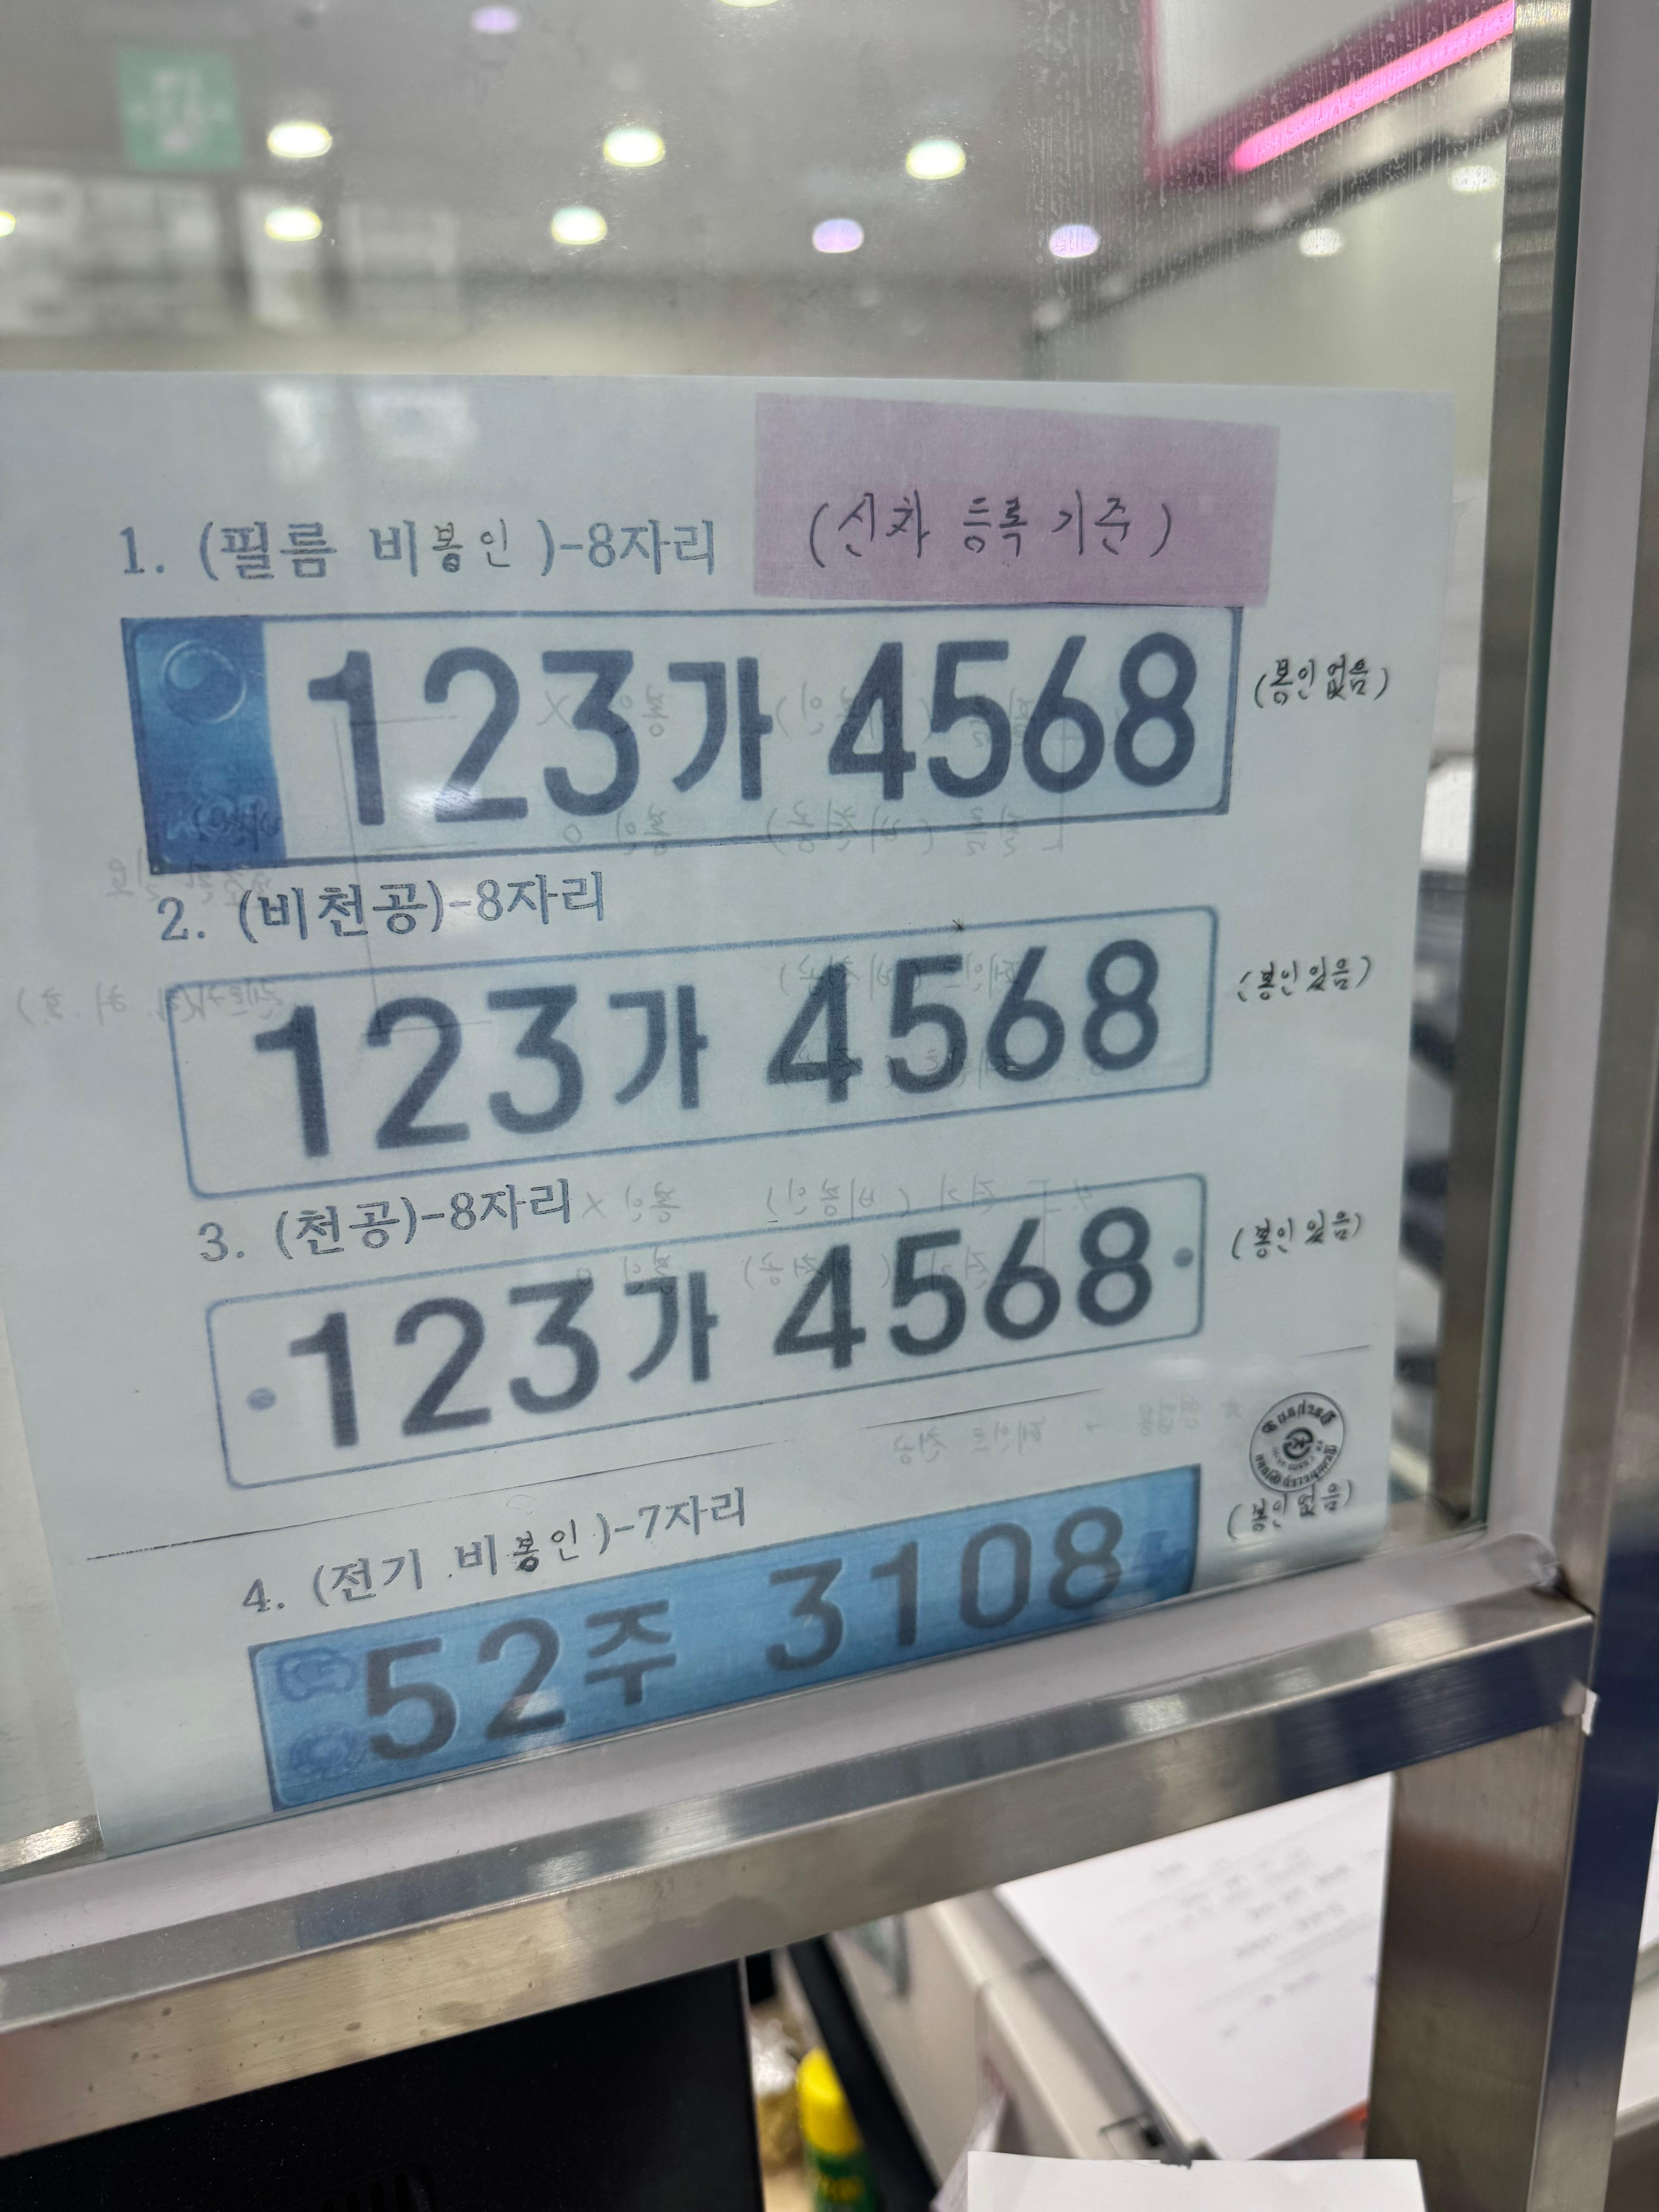 1. (필름 비봉인)-8자리 (신차 등록 기준)
123가 4568 (봉인없음)
2. (비천공)-8자리
123가 4568 (봉인있음)
3. (천공)-8자리
123가 4568 (봉인있음)
4. (전기 비봉인)-7자리 (봉인없음)
52주 3108